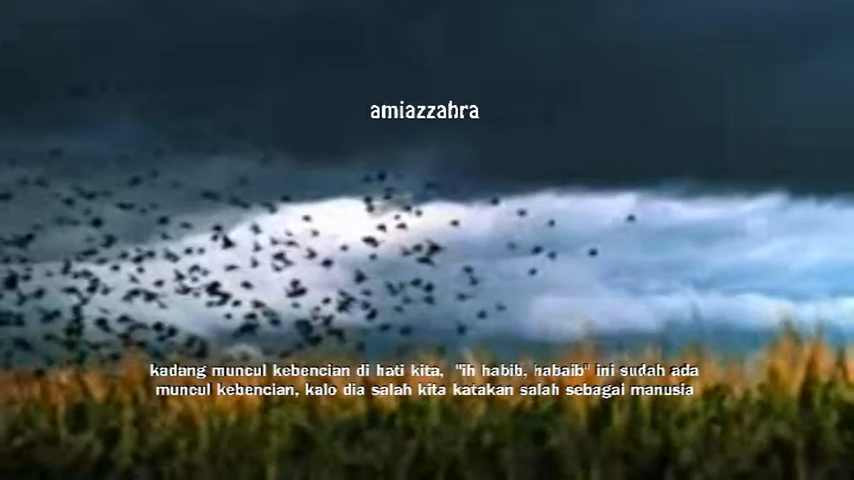 amiazzahra
kadang muncul kebencian di hati kita, "ih habib, habaib" ini sudah ada
muncul kebencian, kalo dia salah kita katakan salah sebagai manusia